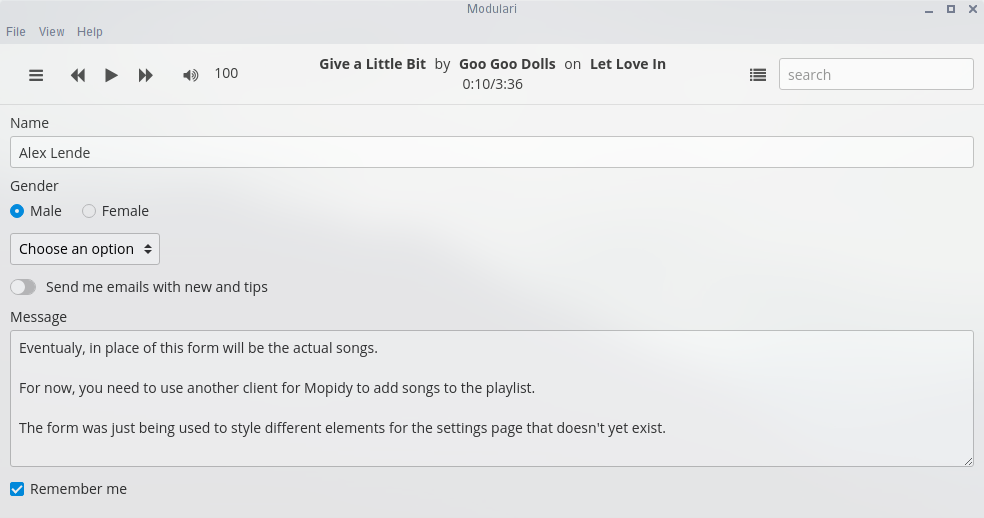 Modulari
File View Help
100
Give a Little Bit by Goo Goo Dolls on Let Love In
0:10/3:36
search
Name
Alex Lende
Gender
Male Female
Choose an option
Send me emails with new and tips
Message
Eventualy, in place of this form will be the actual songs.
For now, you need to use another client for Mopidy to add songs to the playlist.
The form was just being used to style different elements for the settings page that doesn't yet exist.
Remember me